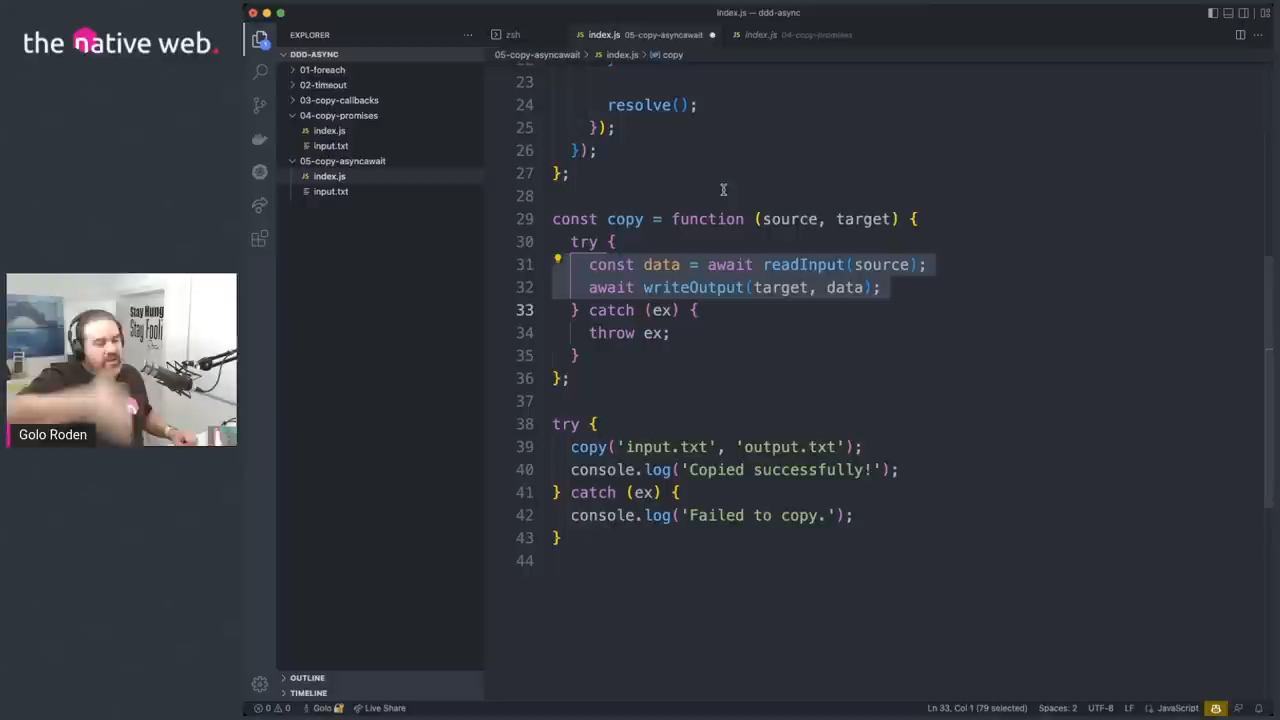 index.js — ddd-async
the native web.
EXPLORER
DDD-ASYNC
01-foreach
02-timeout
03-copy-callbacks
04-copy-promises
index.js
input.txt
05-copy-asyncawait
index.js
input.txt
OUTLINE
TIMELINE
zsh
index.js 05-copy-asyncawait
index.js 04-copy-promises
05-copy-asyncawait > index.js > copy
23
24 resolve();
25 });
26 });
27 };
28
29 const copy = function (source, target) {
30 try {
31 const data = await readInput(source);
32 await writeOutput(target, data);
33 } catch (ex) {
34 throw ex;
35 }
36 };
37
38 try {
39 copy('input.txt', 'output.txt');
40 console.log('Copied successfully!');
41 } catch (ex) {
42 console.log('Failed to copy.');
43 }
44
Stay Hung
Stay Fooli
Golo Roden
0 0 Golo Live Share
Ln 33, Col 1 (79 selected) Spaces: 2 UTF-8 LF JavaScript